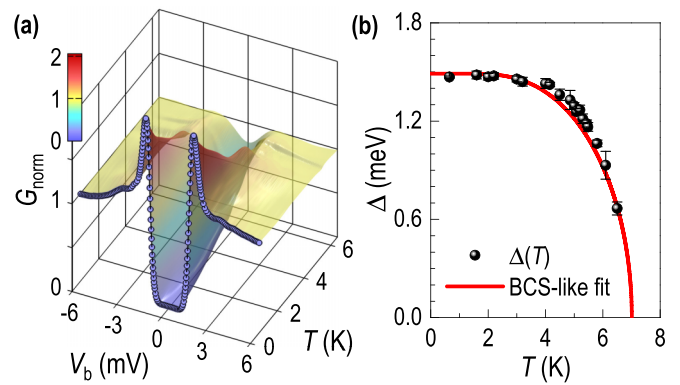 (a)
2
1
0
G_norm
1
0
-6
-3
0
3
6
V_b (mV)
0
2
4
6
T (K)
(b)
1.8
1.2
0.6
0.0
Δ (meV)
Δ(T)
BCS-like fit
0
2
4
6
8
T (K)